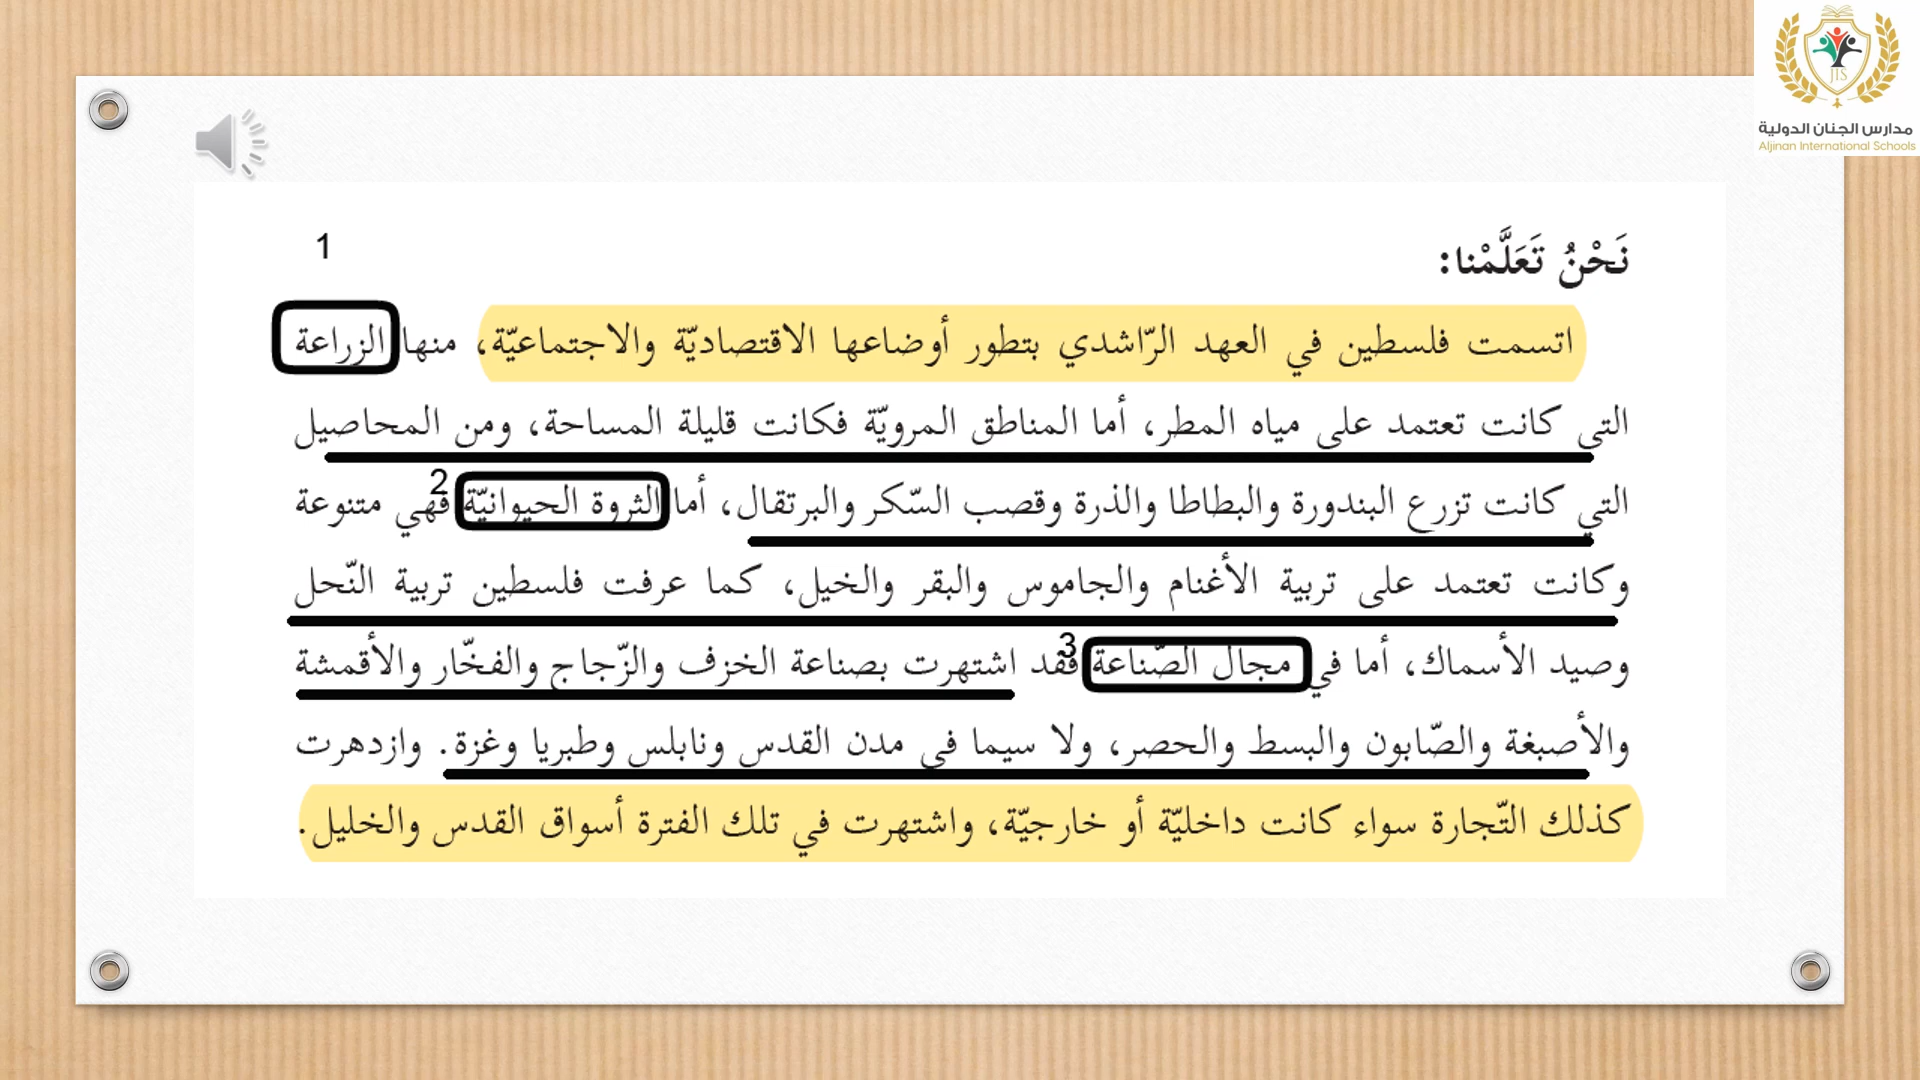 مدارس الجنان الدولية
Aljinan International Schools
JIS
نَحْنُ تَعَلَّمْنا:
1
اتسمت فلسطين في العهد الرّاشدي بتطور أوضاعها الاقتصاديّة والاجتماعيّة، منها الزراعة
التي كانت تعتمد على مياه المطر، أما المناطق المرويّة فكانت قليلة المساحة، ومن المحاصيل
التي كانت تزرع البندورة والبطاطا والذرة وقصب السّكر والبرتقال، أما الثروة الحيوانيّة 2 فهي متنوعة
وكانت تعتمد على تربية الأغنام والجاموس والبقر والخيل، كما عرفت فلسطين تربية النّحل
وصيد الأسماك، أما في مجال الصّناعة 3 فقد اشتهرت بصناعة الخزف والزّجاج والفخّار والأقمشة
والأصبغة والصّابون والبسط والحصر، ولا سيما في مدن القدس ونابلس وطبريا وغزة. وازدهرت
كذلك التّجارة سواء كانت داخليّة أو خارجيّة، واشتهرت في تلك الفترة أسواق القدس والخليل.